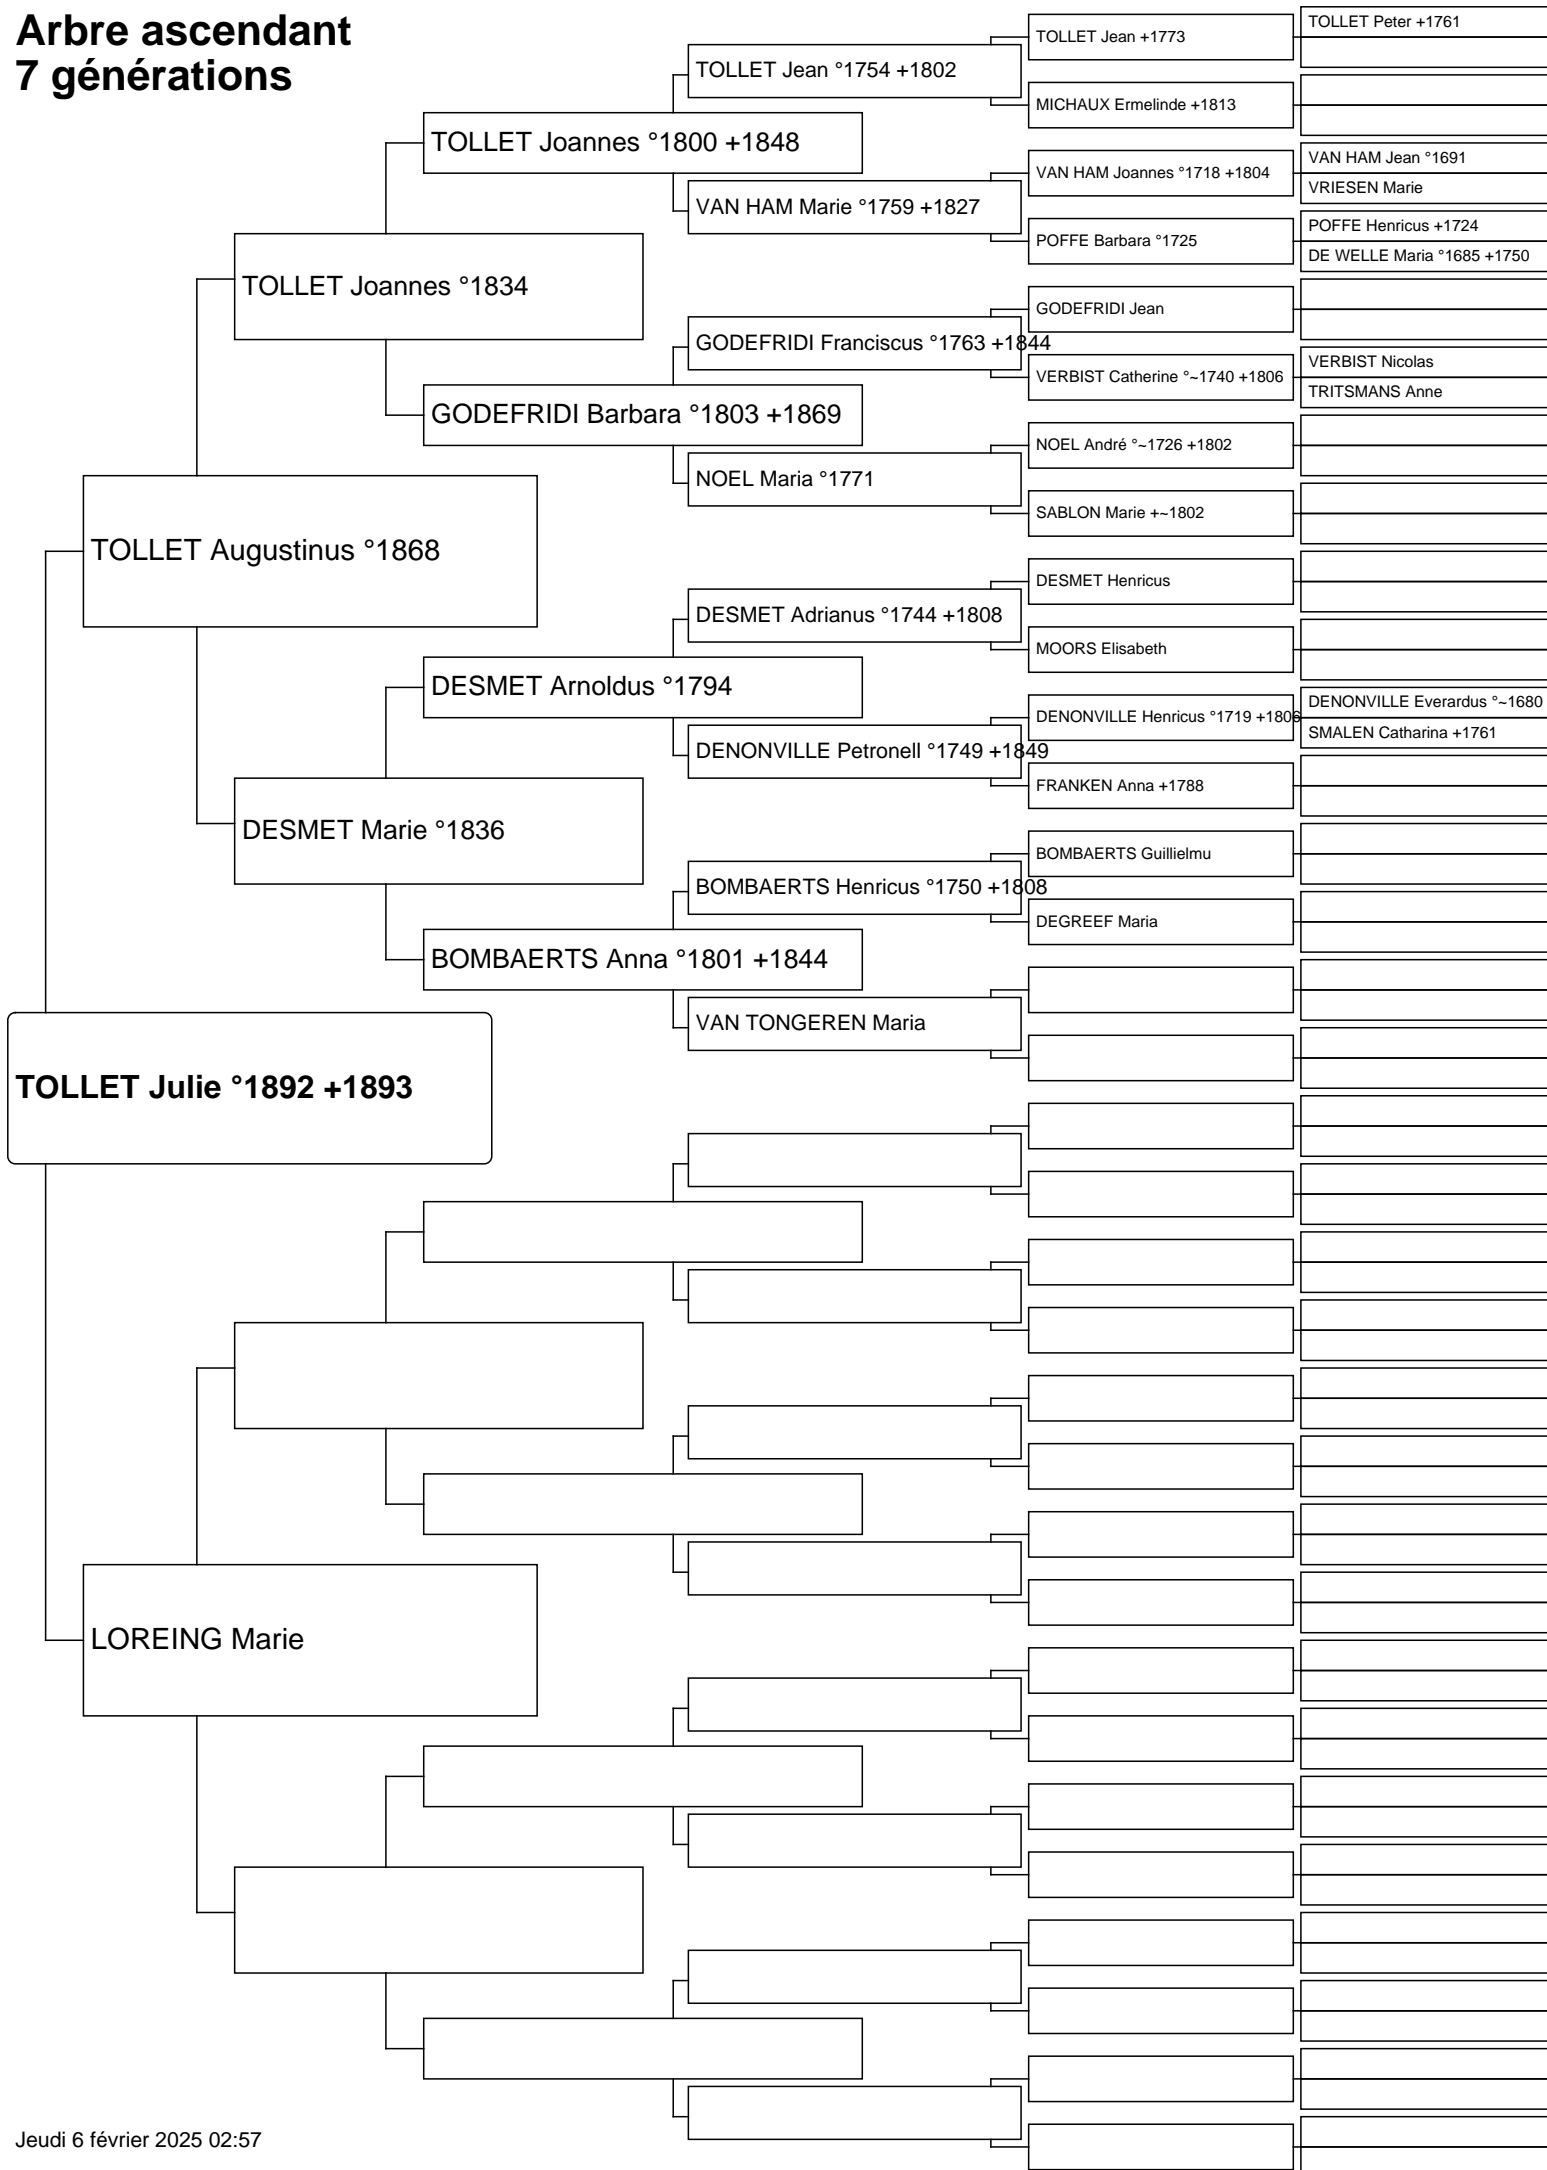 Arbre ascendant
7 générations
TOLLET Julie °1892 +1893
TOLLET Augustinus °1868
LOREING Marie
TOLLET Joannes °1834
DESMET Marie °1836
TOLLET Joannes °1800 +1848
GODEFRIDI Barbara °1803 +1869
DESMET Arnoldus °1794
BOMBAERTS Anna °1801 +1844
TOLLET Jean °1754 +1802
VAN HAM Marie °1759 +1827
GODEFRIDI Franciscus °1763 +1844
NOEL Maria °1771
DESMET Adrianus °1744 +1808
DENONVILLE Petronell °1749 +1849
BOMBAERTS Henricus °1750 +1808
VAN TONGEREN Maria
TOLLET Jean +1773
MICHAUX Ermelinde +1813
VAN HAM Joannes °1718 +1804
POFFE Barbara °1725
GODEFRIDI Jean
VERBIST Catherine °~1740 +1806
NOEL André °~1726 +1802
SABLON Marie +~1802
DESMET Henricus
MOORS Elisabeth
DENONVILLE Henricus °1719 +1806
FRANKEN Anna +1788
BOMBAERTS Guillielmu
DEGREEF Maria
TOLLET Peter +1761
VAN HAM Jean °1691
VRIESEN Marie
POFFE Henricus +1724
DE WELLE Maria °1685 +1750
VERBIST Nicolas
TRITSMANS Anne
DENONVILLE Everardus °~1680
SMALEN Catharina +1761
Jeudi 6 février 2025 02:57